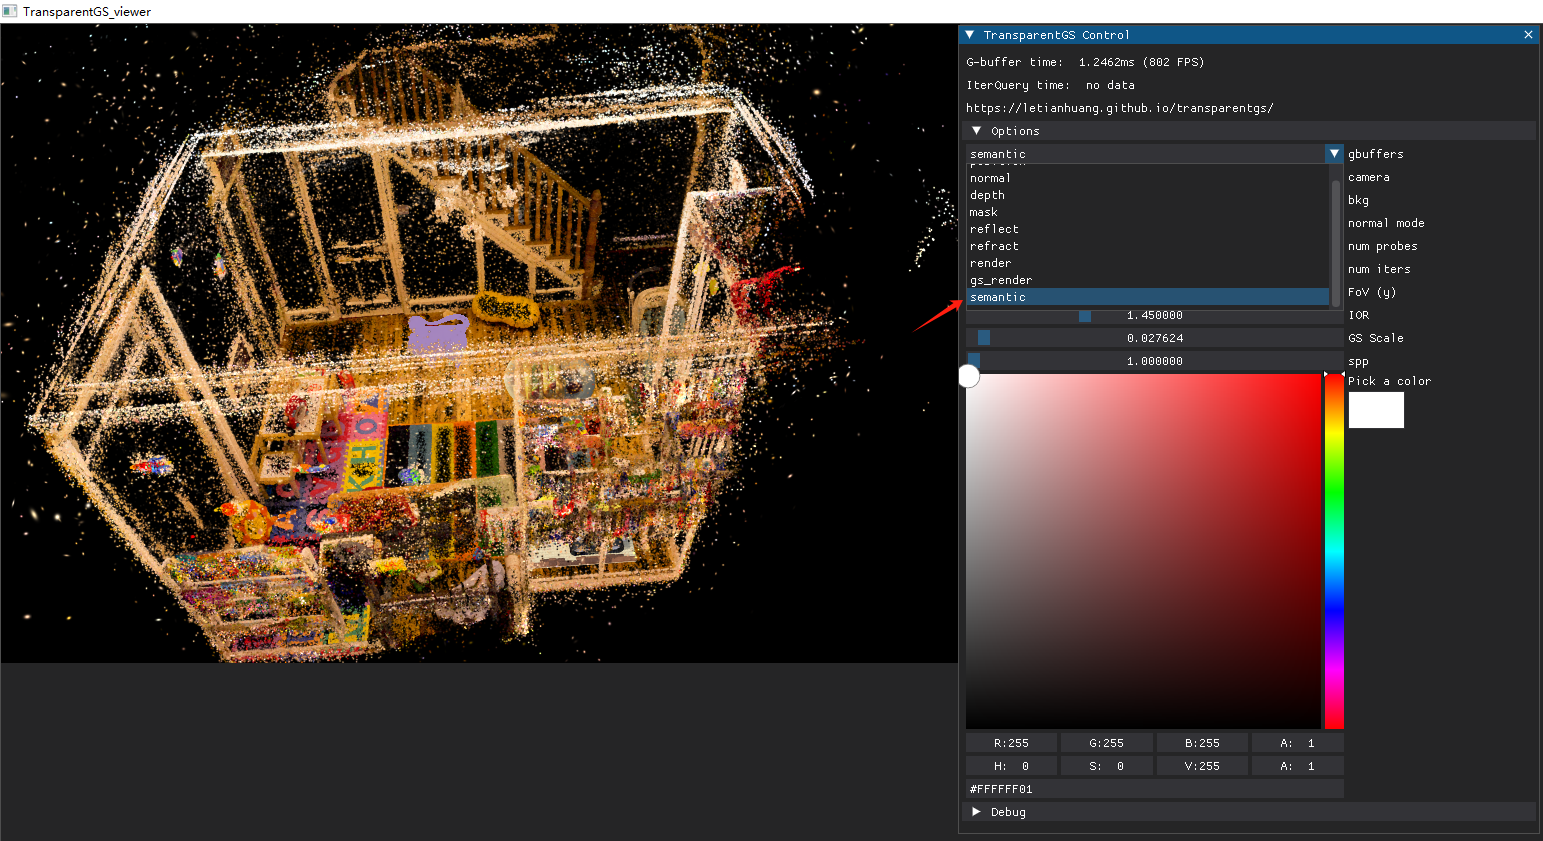 TransparentGS_viewer
TransparentGS Control
G-buffer time: 1.2462ms (802 FPS)
IterQuery time: no data
https://letianhuang.github.io/transparentgs/
Options
semantic gbuffers
normal camera
depth bkg
mask normal mode
reflect num probes
refract num iters
render FoV (y)
gs_render
semantic
1.450000 IOR
0.027624 GS Scale
1.000000 spp
Pick a color
R:255 G:255 B:255 A: 1
H: 0 S: 0 V:255 A: 1
#FFFFFF01
Debug